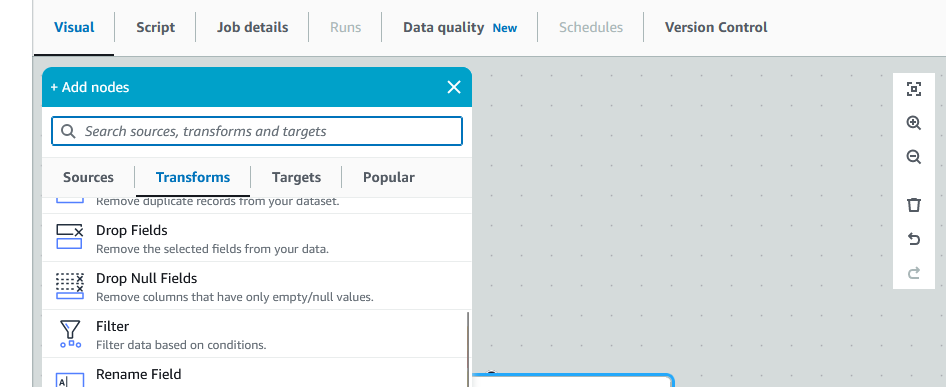 Visual Script Job details Runs Data quality New Schedules Version Control
+ Add nodes
Search sources, transforms and targets
Sources Transforms Targets Popular
Remove duplicate records from your dataset.
Drop Fields
Remove the selected fields from your data.
Drop Null Fields
Remove columns that have only empty/null values.
Filter
Filter data based on conditions.
A
Rename Field